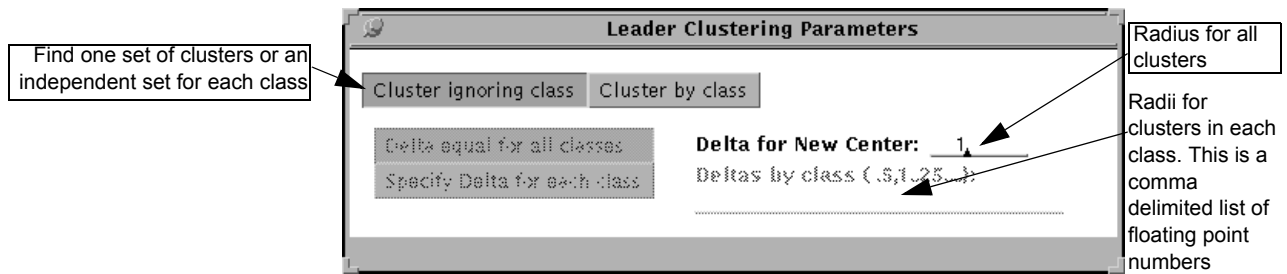 Leader Clustering Parameters
Find one set of clusters or an
independent set for each class
Cluster ignoring class
Cluster by class
Delta equal for all classes
Specify Delta for each class
Delta for New Center: 1
Deltas by class (.5,1.25...):
Radius for all
clusters
Radii for
clusters in each
class. This is a
comma
delimited list of
floating point
numbers